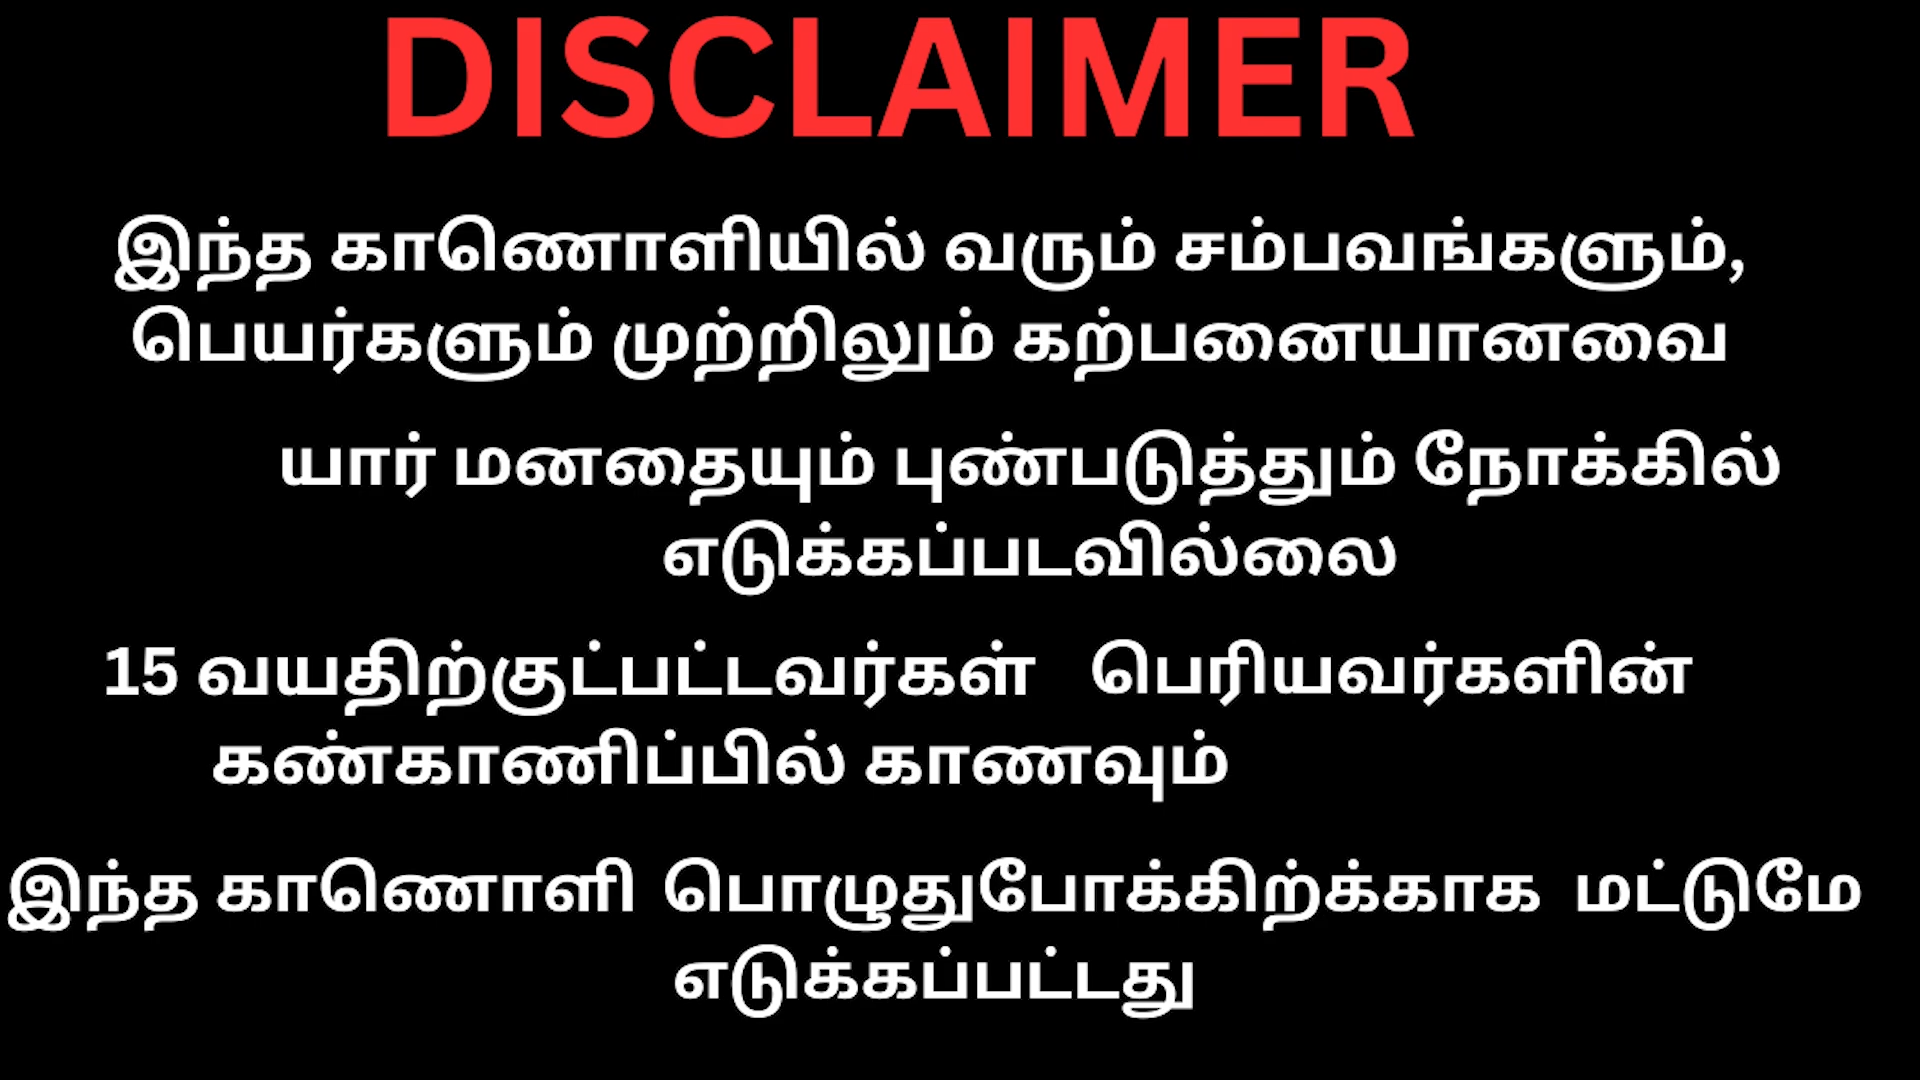 DISCLAIMER
இந்த காணொளியில் வரும் சம்பவங்களும்,
பெயர்களும் முற்றிலும் கற்பனையானவை
யார் மனதையும் புண்படுத்தும் நோக்கில்
எடுக்கப்படவில்லை
15 வயதிற்குட்பட்டவர்கள் பெரியவர்களின்
கண்காணிப்பில் காணவும்
இந்த காணொளி பொழுதுபோக்கிற்க்காக மட்டுமே
எடுக்கப்பட்டது